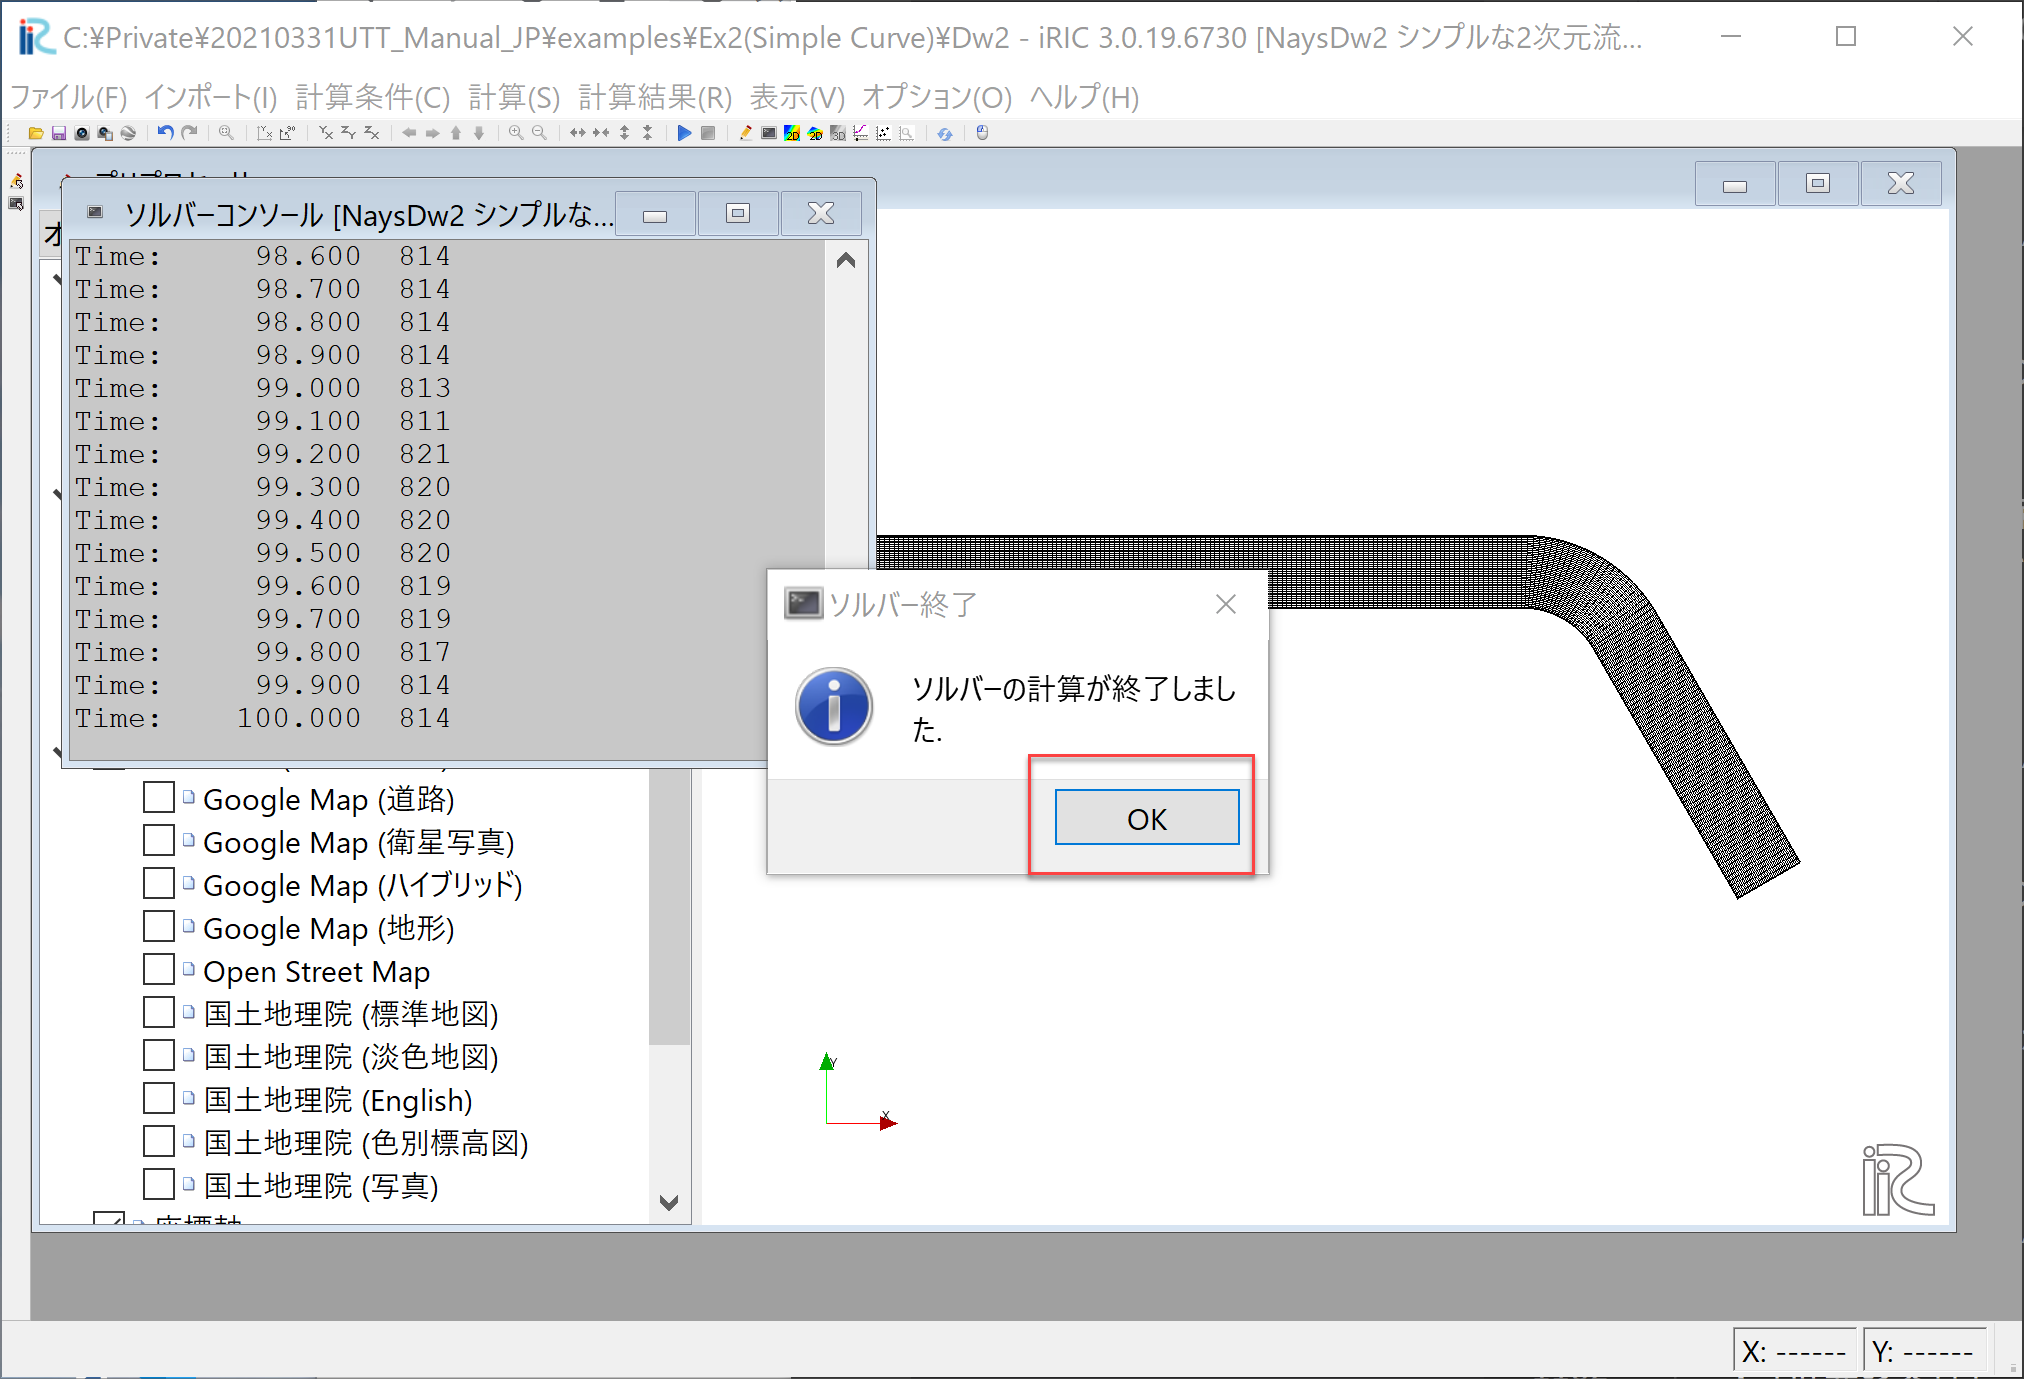 C:¥Private¥20210331UTT_Manual_JP¥examples¥Ex2(Simple Curve)¥Dw2 - iRIC 3.0.19.6730 [NaysDw2 シンプルな2次元流...
ファイル(F) インポート(I) 計算条件(C) 計算(S) 計算結果(R) 表示(V) オプション(O) ヘルプ(H)
ソルバーコンソール [NaysDw2 シンプルな...
Time: 98.600 814
Time: 98.700 814
Time: 98.800 814
Time: 98.900 814
Time: 99.000 813
Time: 99.100 811
Time: 99.200 821
Time: 99.300 820
Time: 99.400 820
Time: 99.500 820
Time: 99.600 819
Time: 99.700 819
Time: 99.800 817
Time: 99.900 814
Time: 100.000 814
ソルバー終了
ソルバーの計算が終了しまし
た.
OK
Google Map (道路)
Google Map (衛星写真)
Google Map (ハイブリッド)
Google Map (地形)
Open Street Map
国土地理院 (標準地図)
国土地理院 (淡色地図)
国土地理院 (English)
国土地理院 (色別標高図)
国土地理院 (写真)
Y
X
iRIC
X: ------ Y: ------